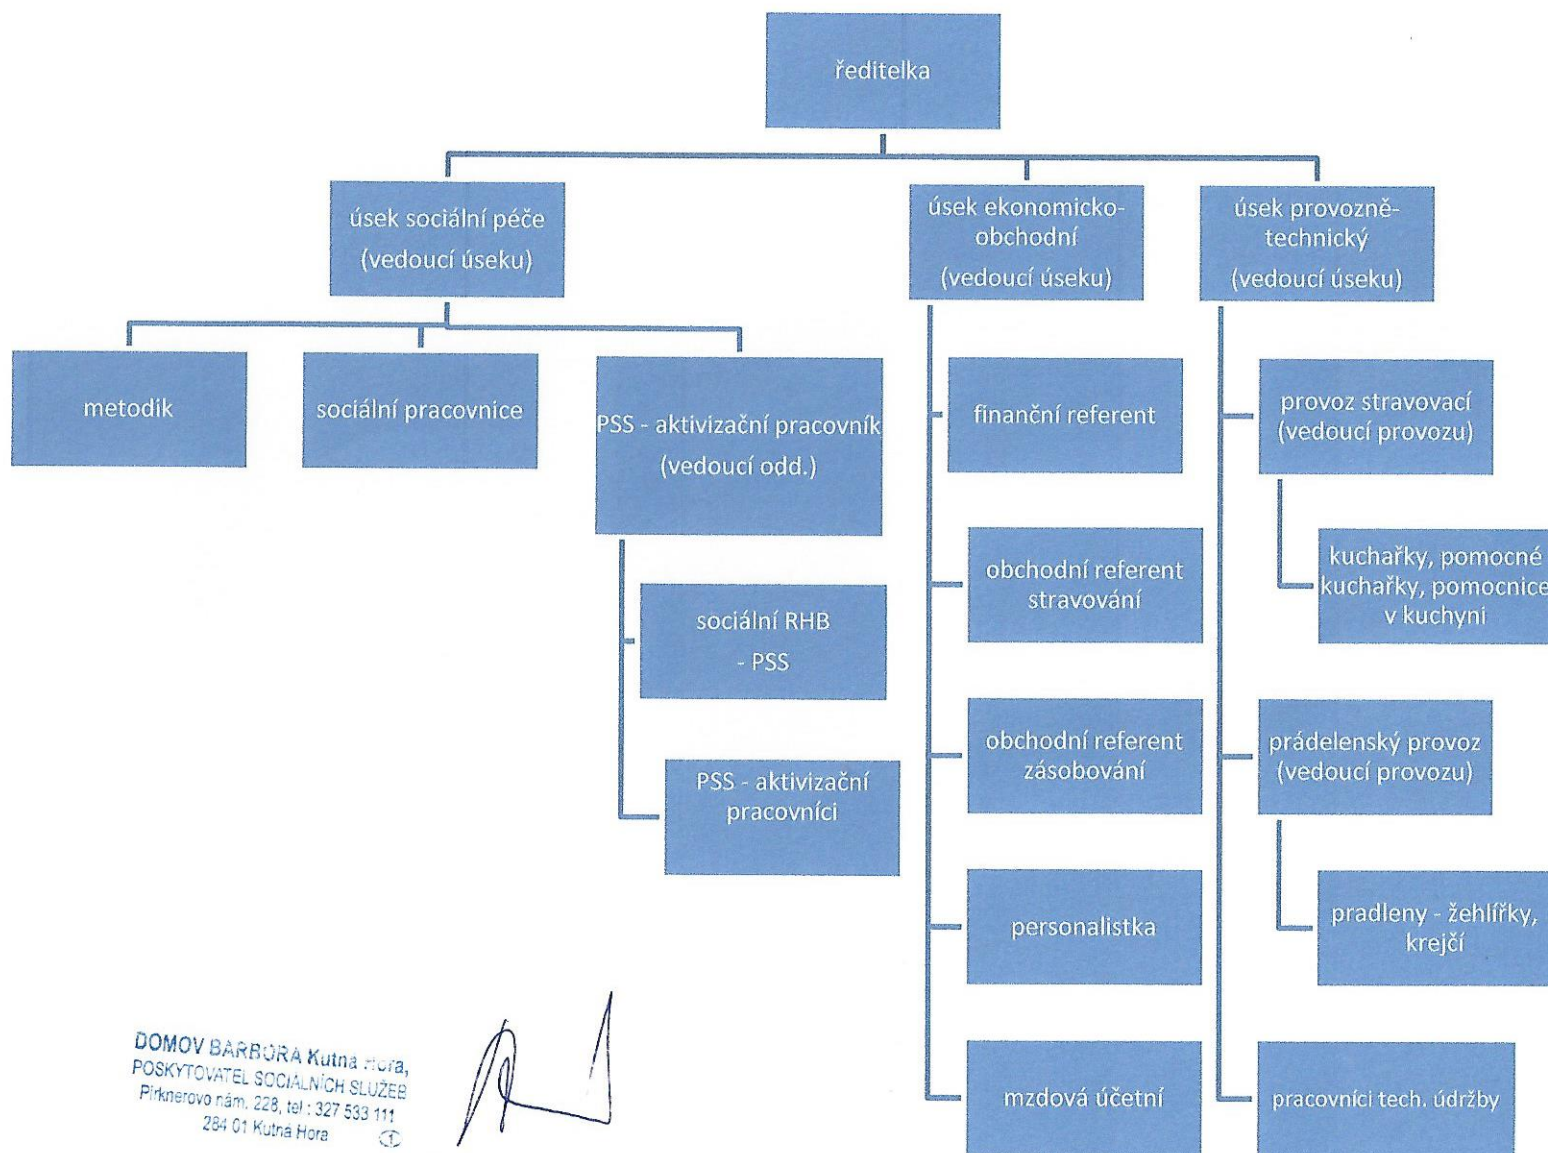 ředitelka
úsek sociální péče
(vedoucí úseku)
úsek ekonomicko-
obchodní
(vedoucí úseku)
úsek provozně-
technický
(vedoucí úseku)
metodik
sociální pracovnice
PSS - aktivizační pracovník
(vedoucí odd.)
sociální RHB
- PSS
PSS - aktivizační
pracovníci
finanční referent
obchodní referent
stravování
obchodní referent
zásobování
personalistka
mzdová účetní
provoz stravovací
(vedoucí provozu)
kuchařky, pomocné
kuchařky, pomocnice
v kuchyni
prádelenský provoz
(vedoucí provozu)
pradleny - žehlířky,
krejčí
pracovníci tech. údržby
DOMOV BARBORA Kutná Hora,
POSKYTOVATEL SOCIÁLNÍCH SLUŽEB
Pirknerovo nám. 228, tel : 327 533 111
284 01 Kutná Hora
1